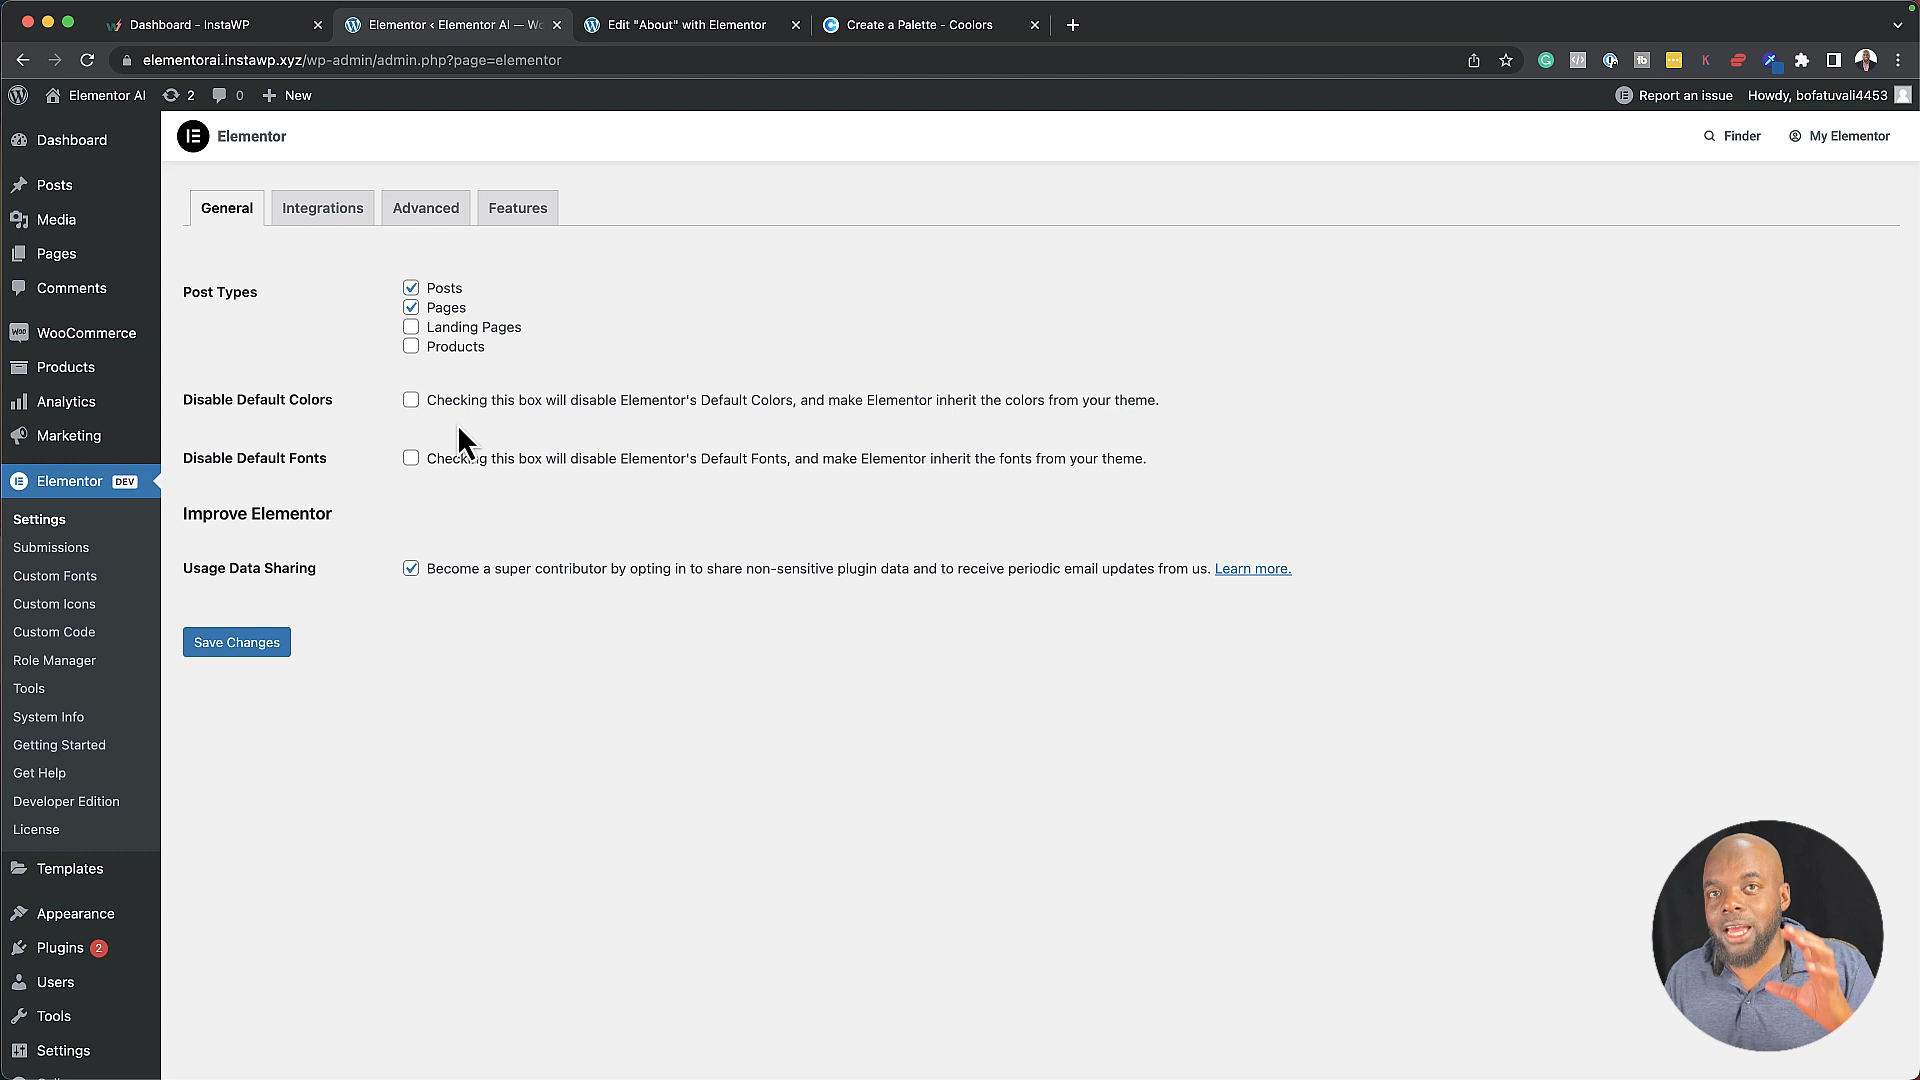 Dashboard - InstaWP
Elementor ‹ Elementor AI — Wo
Edit "About" with Elementor
Create a Palette - Coolors
elementorai.instawp.xyz/wp-admin/admin.php?page=elementor
Elementor AI
2
0
New
Report an issue
Howdy, bofatuvali4453
Dashboard
Posts
Media
Pages
Comments
WooCommerce
Products
Analytics
Marketing
Elementor DEV
Settings
Submissions
Custom Fonts
Custom Icons
Custom Code
Role Manager
Tools
System Info
Getting Started
Get Help
Developer Edition
License
Templates
Appearance
Plugins 2
Users
Tools
Settings
Elementor
Finder
My Elementor
General
Integrations
Advanced
Features
Post Types
Posts
Pages
Landing Pages
Products
Disable Default Colors
Checking this box will disable Elementor's Default Colors, and make Elementor inherit the colors from your theme.
Disable Default Fonts
Checking this box will disable Elementor's Default Fonts, and make Elementor inherit the fonts from your theme.
Improve Elementor
Usage Data Sharing
Become a super contributor by opting in to share non-sensitive plugin data and to receive periodic email updates from us. Learn more.
Save Changes